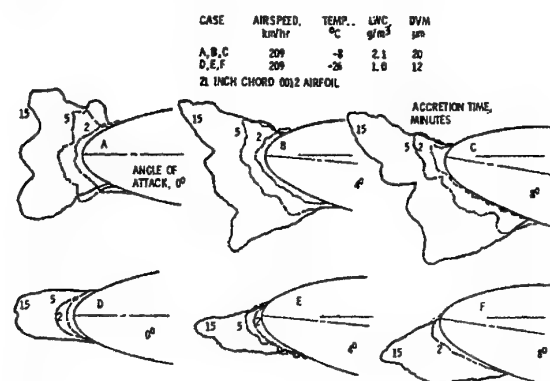 CASE AIRSPEED, km/hr TEMP., °C LWC, g/m³ DVM μm
A,B,C 209 -8 2.1 20
D,E,F 209 -26 1.0 12
21 INCH CHORD 0012 AIRFOIL
ACCRETION TIME, MINUTES
15 5 2 A
ANGLE OF ATTACK, 0°
15 5 2 B 4°
15 5 2 C 8°
15 5 2 D 0°
15 5 2 E 4°
15 2 F 8°